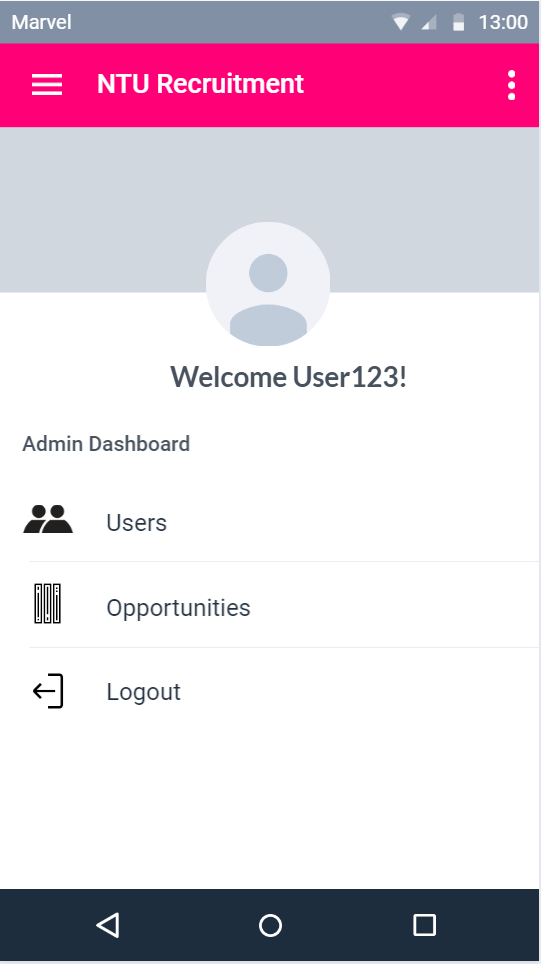 Marvel 13:00
NTU Recruitment
Welcome User123!
Admin Dashboard
Users
Opportunities
Logout